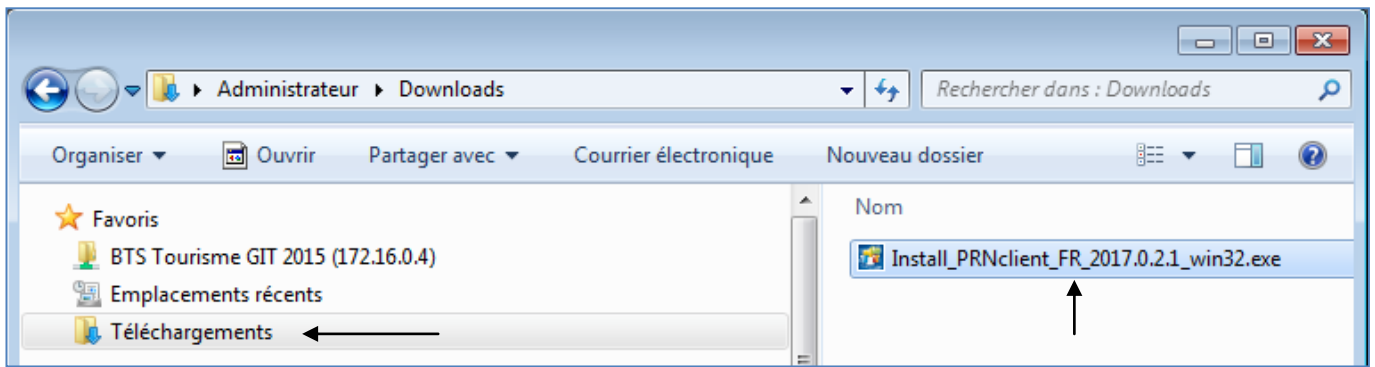 Administrateur Downloads Rechercher dans : Downloads
Organiser Ouvrir Partager avec Courrier électronique Nouveau dossier
Favoris
BTS Tourisme GIT 2015 (172.16.0.4)
Emplacements récents
Téléchargements
Nom
Install_PRNclient_FR_2017.0.2.1_win32.exe